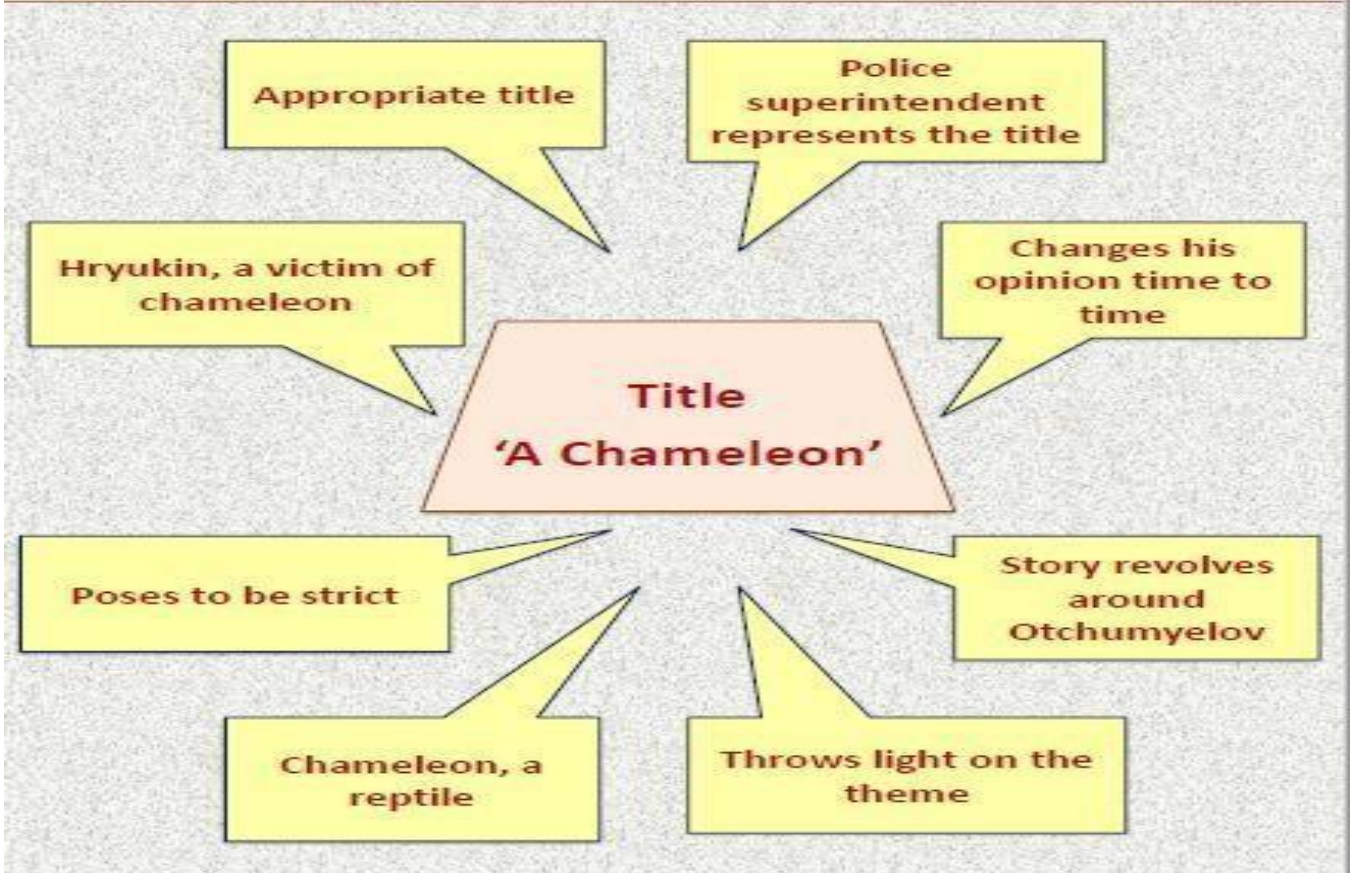 Appropriate title
Police
superintendent
represents the title
Hryukin, a victim of
chameleon
Changes his
opinion time to
time
Title
‘A Chameleon’
Poses to be strict
Story revolves
around
Otchumyelov
Chameleon, a
reptile
Throws light on the
theme